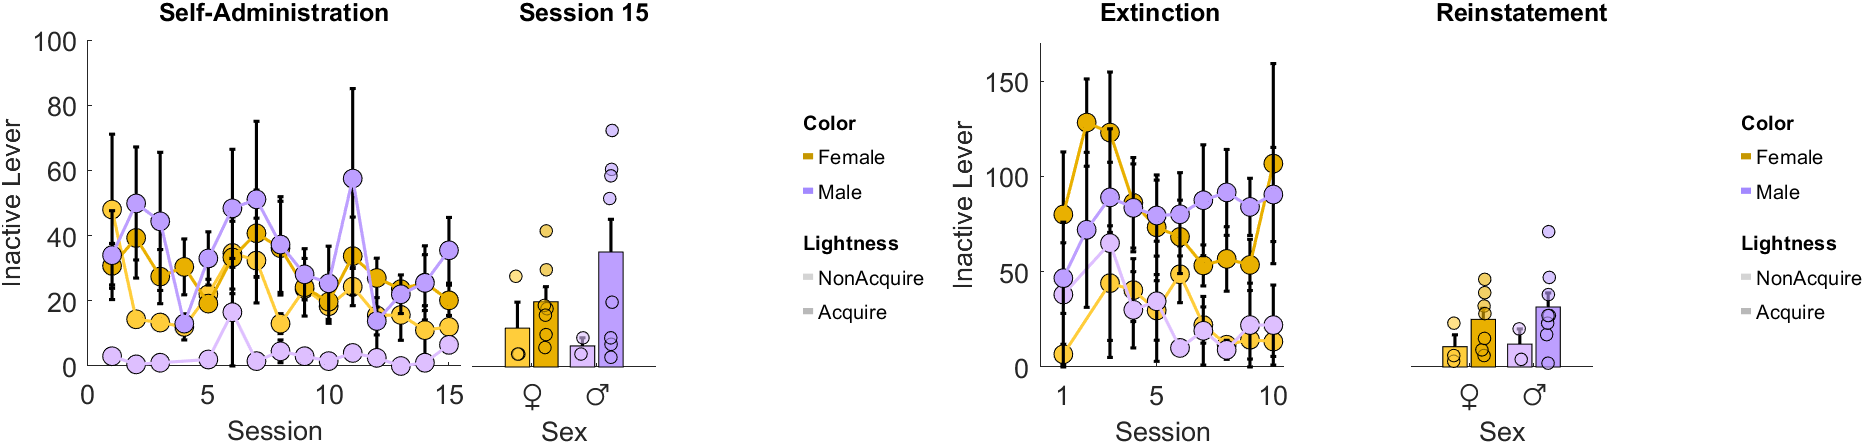 Self-Administration
Session 15
Extinction
Reinstatement
Inactive Lever
100
80
60
40
20
0
0
5
10
15
Session
♀
♂
Sex
Color
Female
Male
Lightness
NonAcquire
Acquire
Inactive Lever
150
100
50
0
1
5
10
Session
♀
♂
Sex
Color
Female
Male
Lightness
NonAcquire
Acquire